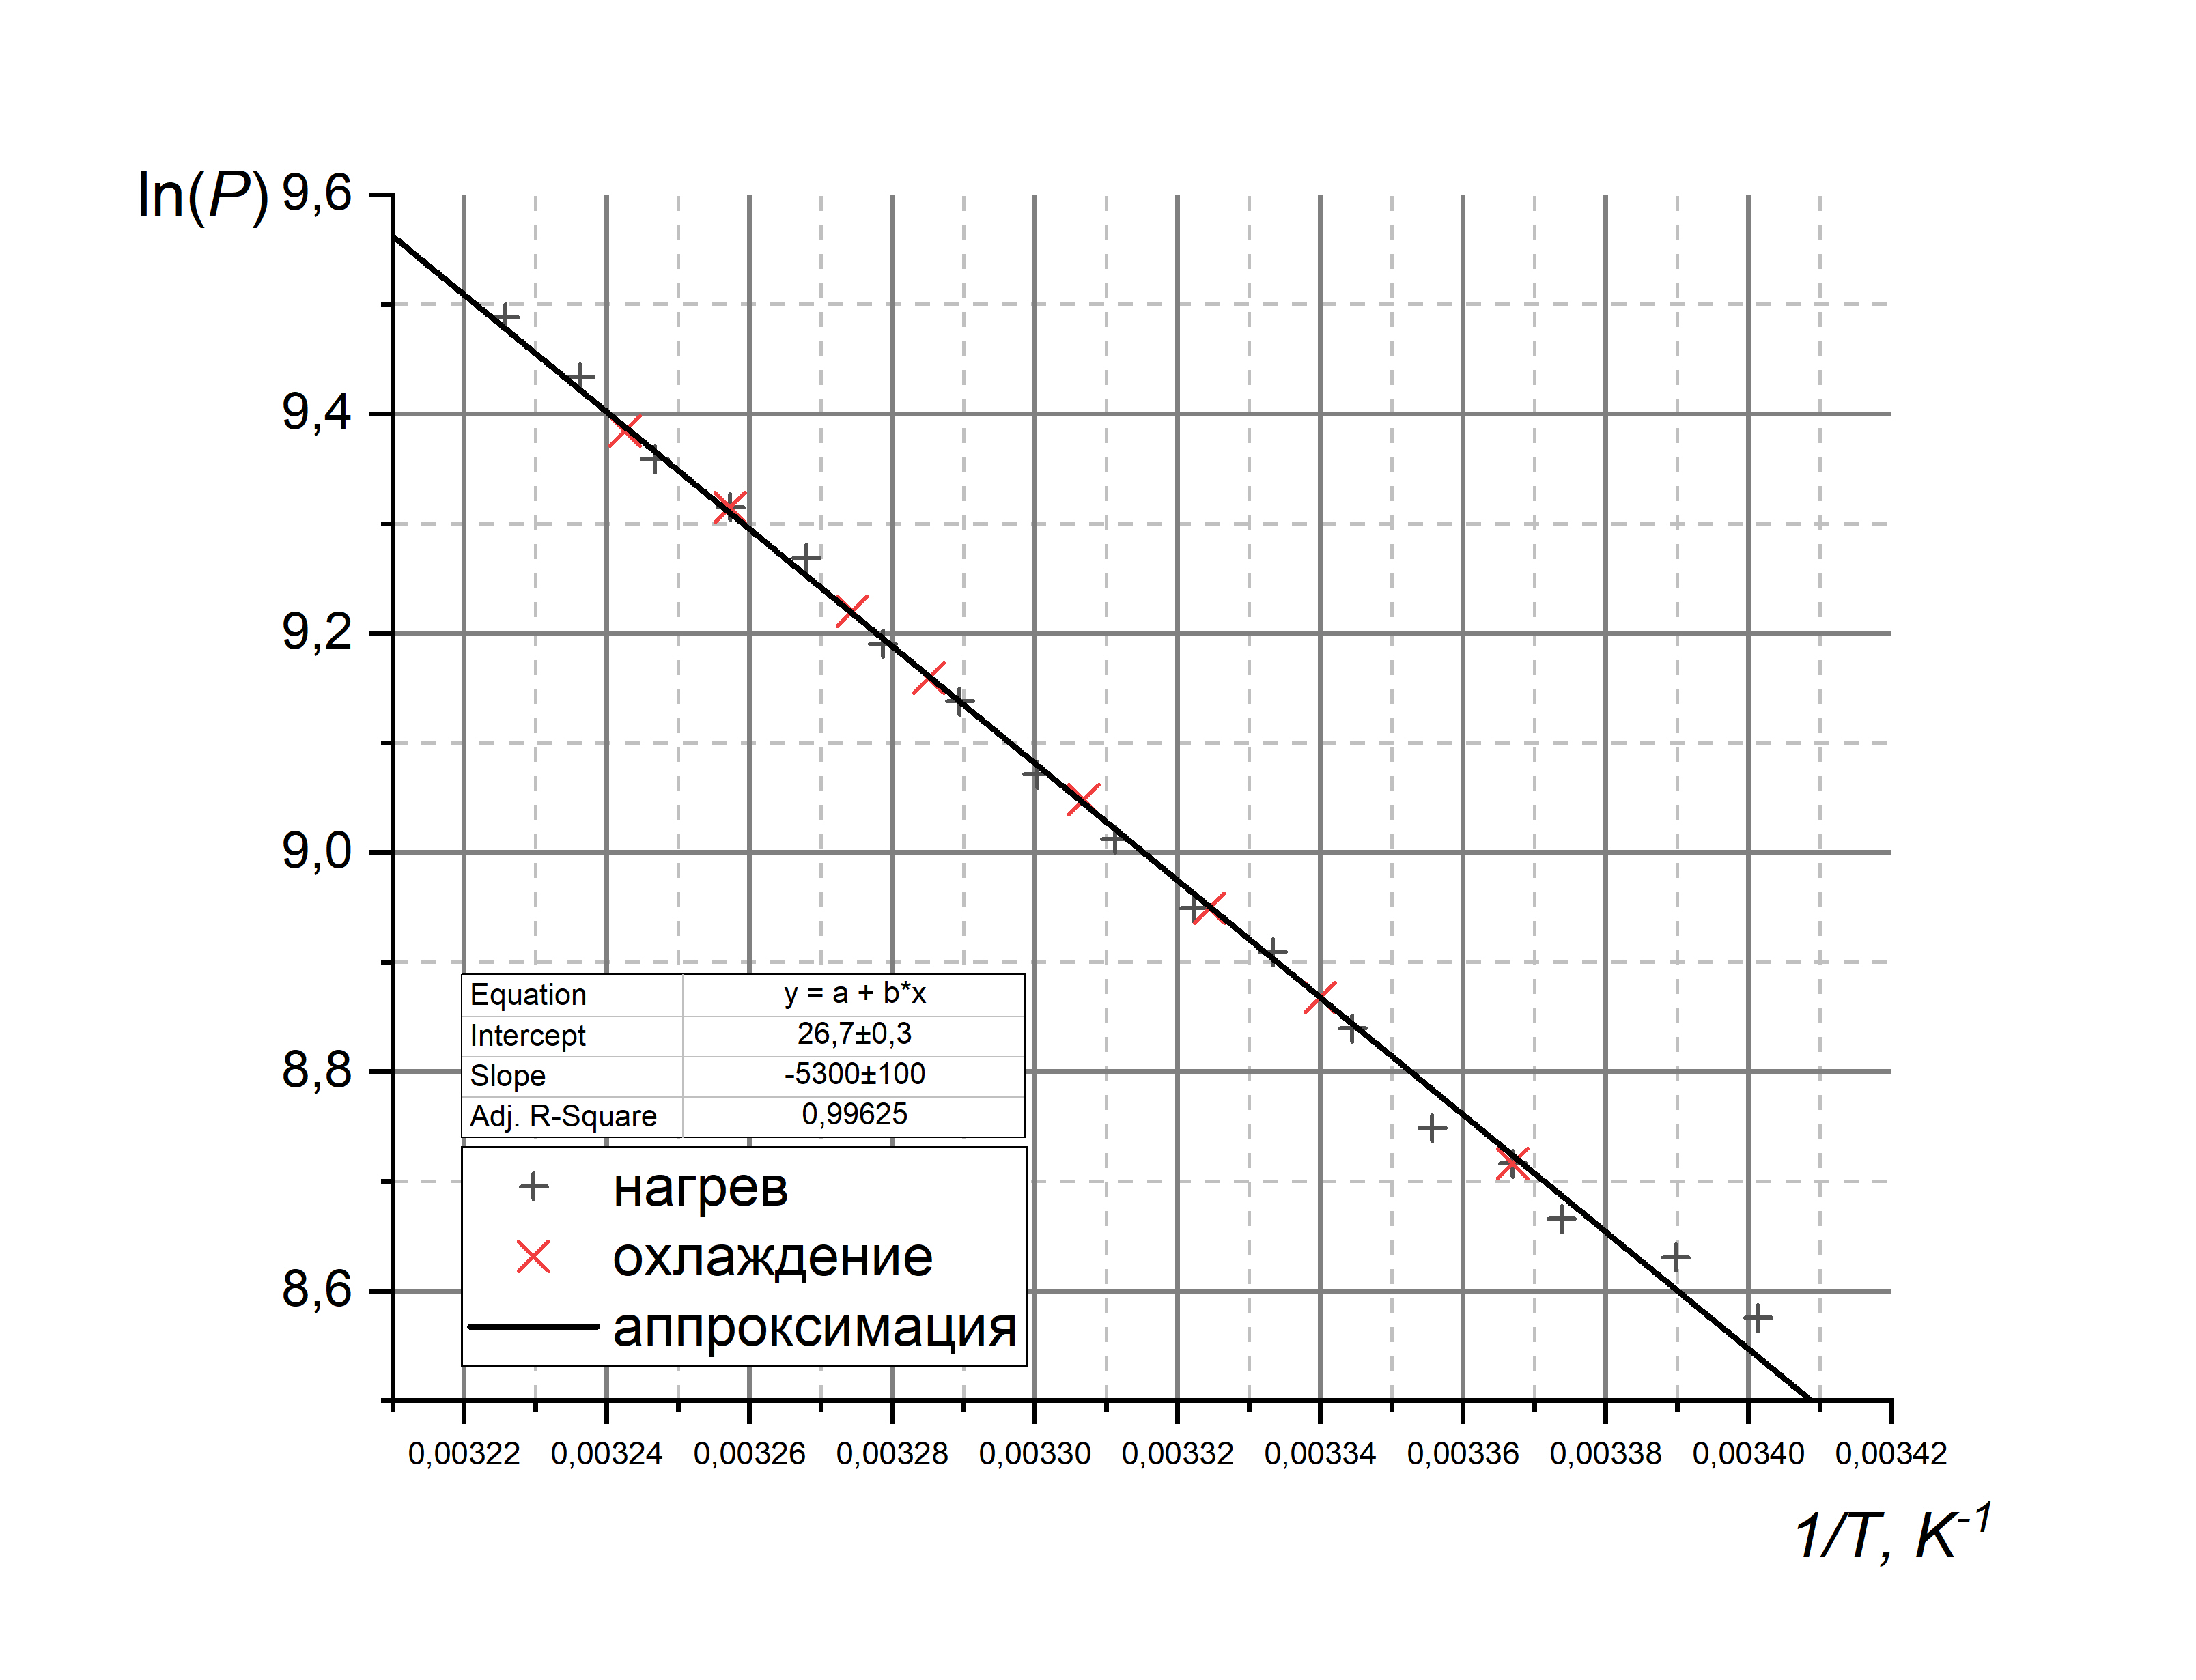 ln(P)
9,6
9,4
9,2
9,0
8,8
8,6
Equation y = a + b*x
Intercept 26,7±0,3
Slope -5300±100
Adj. R-Square 0,99625
нагрев
охлаждение
аппроксимация
0,00322 0,00324 0,00326 0,00328 0,00330 0,00332 0,00334 0,00336 0,00338 0,00340 0,00342
1/T, K⁻¹